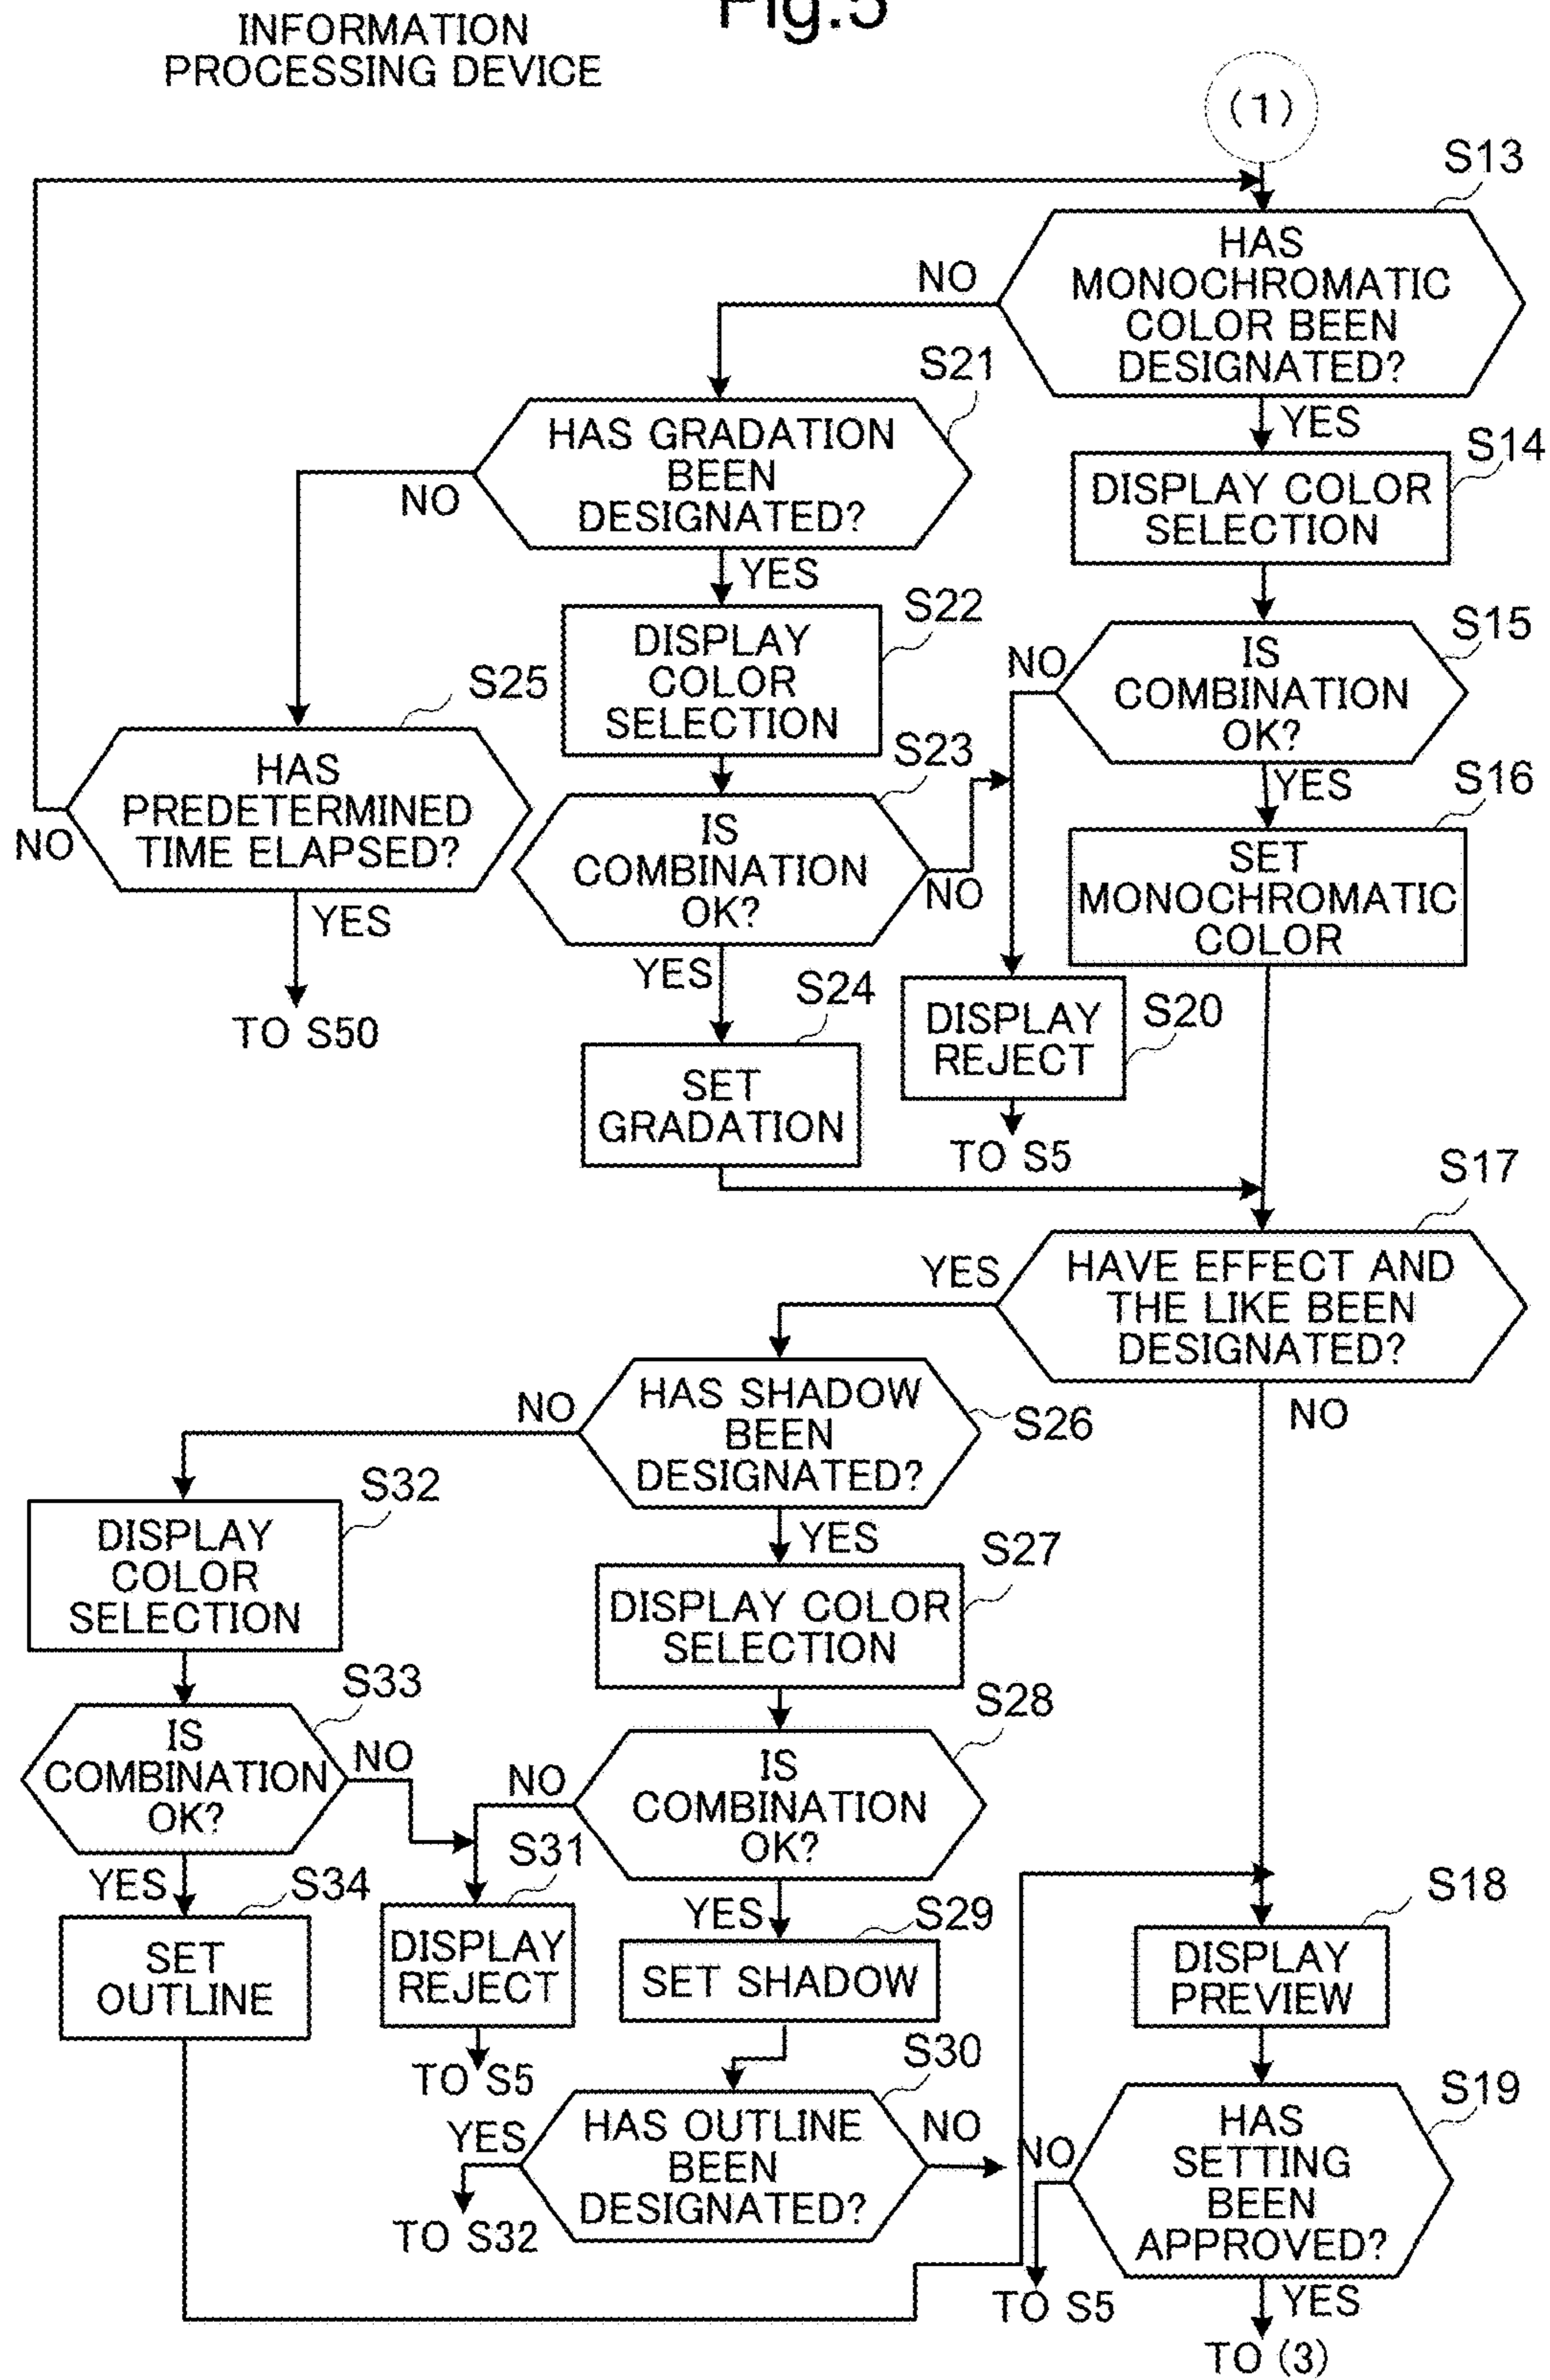 Fig.5
INFORMATION
PROCESSING DEVICE
(1)
S13
HAS
MONOCHROMATIC
COLOR BEEN
DESIGNATED?
NO
YES
S21
HAS GRADATION
BEEN
DESIGNATED?
NO
YES
S14
DISPLAY COLOR
SELECTION
S22
DISPLAY
COLOR
SELECTION
S15
IS
COMBINATION
OK?
NO
YES
S25
HAS
PREDETERMINED
TIME ELAPSED?
NO
YES
TO S50
S23
IS
COMBINATION
OK?
NO
YES
S16
SET
MONOCHROMATIC
COLOR
S24
SET
GRADATION
S20
DISPLAY
REJECT
TO S5
S17
HAVE EFFECT AND
THE LIKE BEEN
DESIGNATED?
YES
NO
S26
HAS SHADOW
BEEN
DESIGNATED?
NO
YES
S32
DISPLAY
COLOR
SELECTION
S27
DISPLAY COLOR
SELECTION
S33
IS
COMBINATION
OK?
NO
YES
S28
IS
COMBINATION
OK?
NO
YES
S34
SET
OUTLINE
S31
DISPLAY
REJECT
TO S5
S29
SET SHADOW
S18
DISPLAY
PREVIEW
S30
HAS OUTLINE
BEEN
DESIGNATED?
YES
NO
TO S32
S19
HAS
SETTING
BEEN
APPROVED?
NO
TO S5
YES
TO (3)